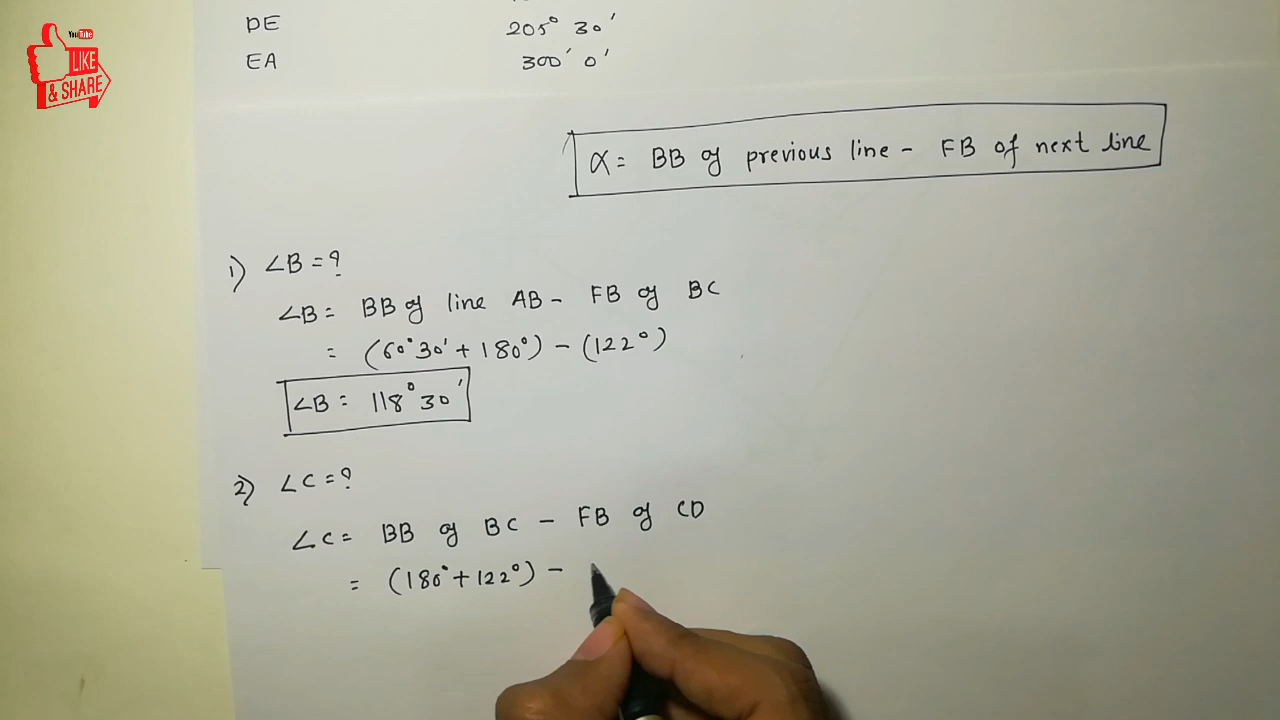 YouTube
LIKE
& SHARE
DE 205° 30'
EA 300' 0'
α = BB of previous line - FB of next line
1) ∠B = ?
∠B = BB of line AB - FB of BC
= (60°30' + 180°) - (122°)
∠B = 118° 30'
2) ∠C = ?
∠C = BB of BC - FB of CD
= (180° + 122°) -